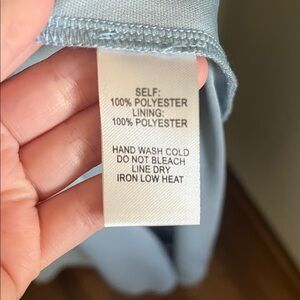 SELF:
100% POLYESTER
LINING:
100% POLYESTER
HAND WASH COLD
DO NOT BLEACH
LINE DRY
IRON LOW HEAT